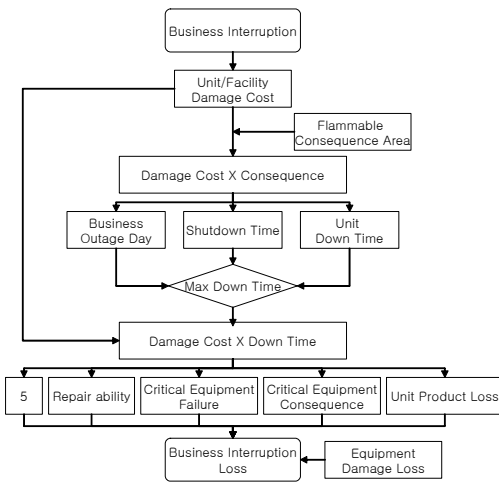 Business Interruption
Unit/Facility
Damage Cost
Flammable
Consequence Area
Damage Cost X Consequence
Business
Outage Day
Shutdown Time
Unit
Down Time
Max Down Time
Damage Cost X Down Time
5
Repair ability
Critical Equipment
Failure
Critical Equipment
Consequence
Unit Product Loss
Business Interruption
Loss
Equipment
Damage Loss